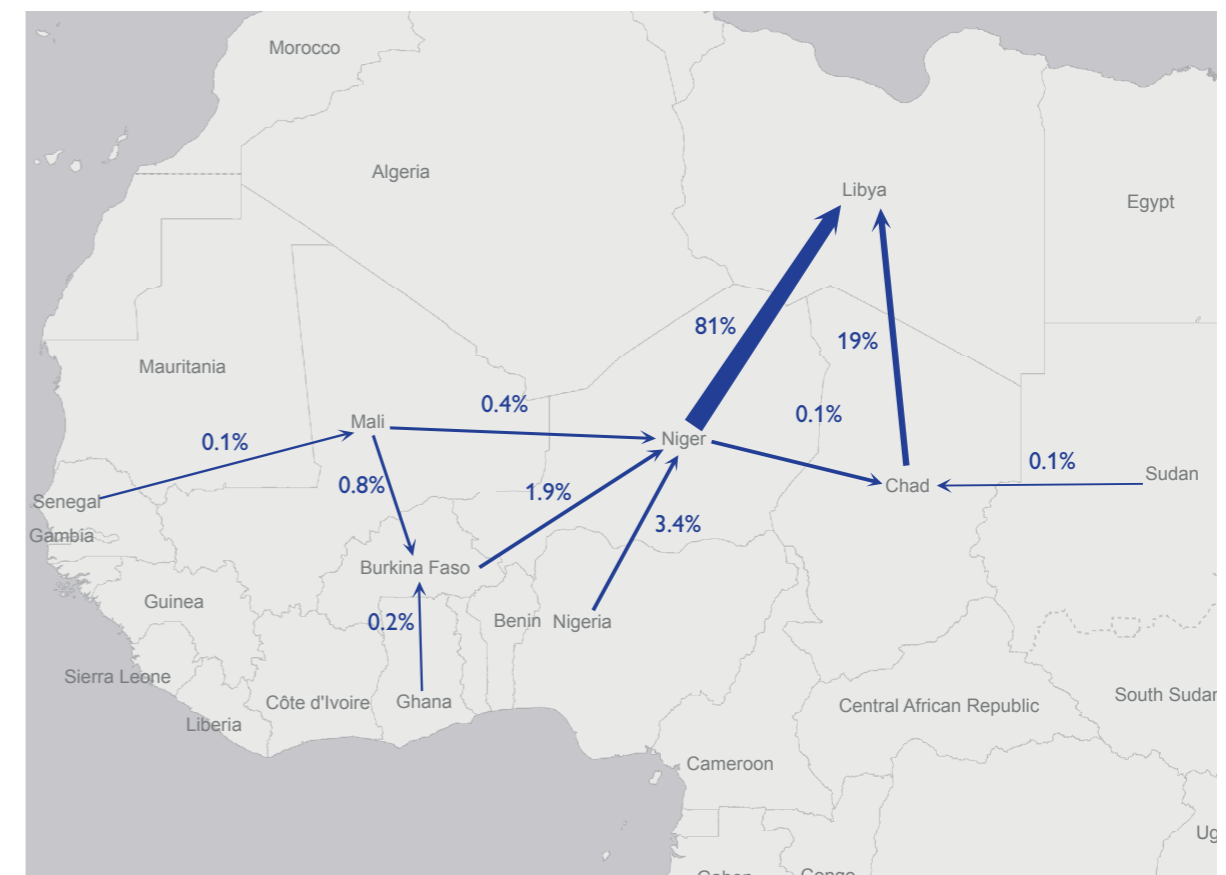 Morocco
Algeria
Libya
Egypt
81%
19%
Mauritania
0.4%
0.1%
Mali
0.1%
Niger
0.1%
Sudan
0.8%
1.9%
Chad
Senegal
3.4%
Gambia
Burkina Faso
Guinea
0.2%
Benin
Nigeria
Sierra Leone
Côte d'Ivoire
Ghana
Central African Republic
South Sudan
Liberia
Cameroon
Ug